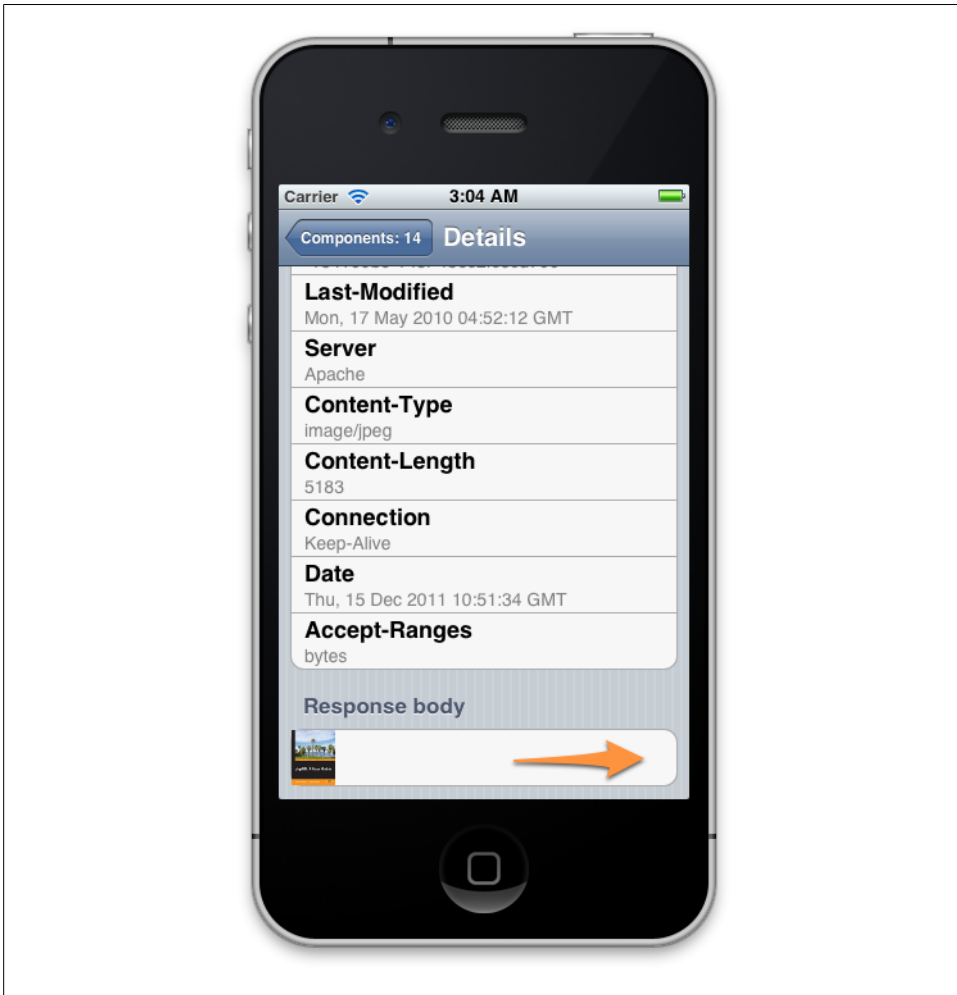 Carrier 3:04 AM
Components: 14 Details
Last-Modified
Mon, 17 May 2010 04:52:12 GMT
Server
Apache
Content-Type
image/jpeg
Content-Length
5183
Connection
Keep-Alive
Date
Thu, 15 Dec 2011 10:51:34 GMT
Accept-Ranges
bytes
Response body